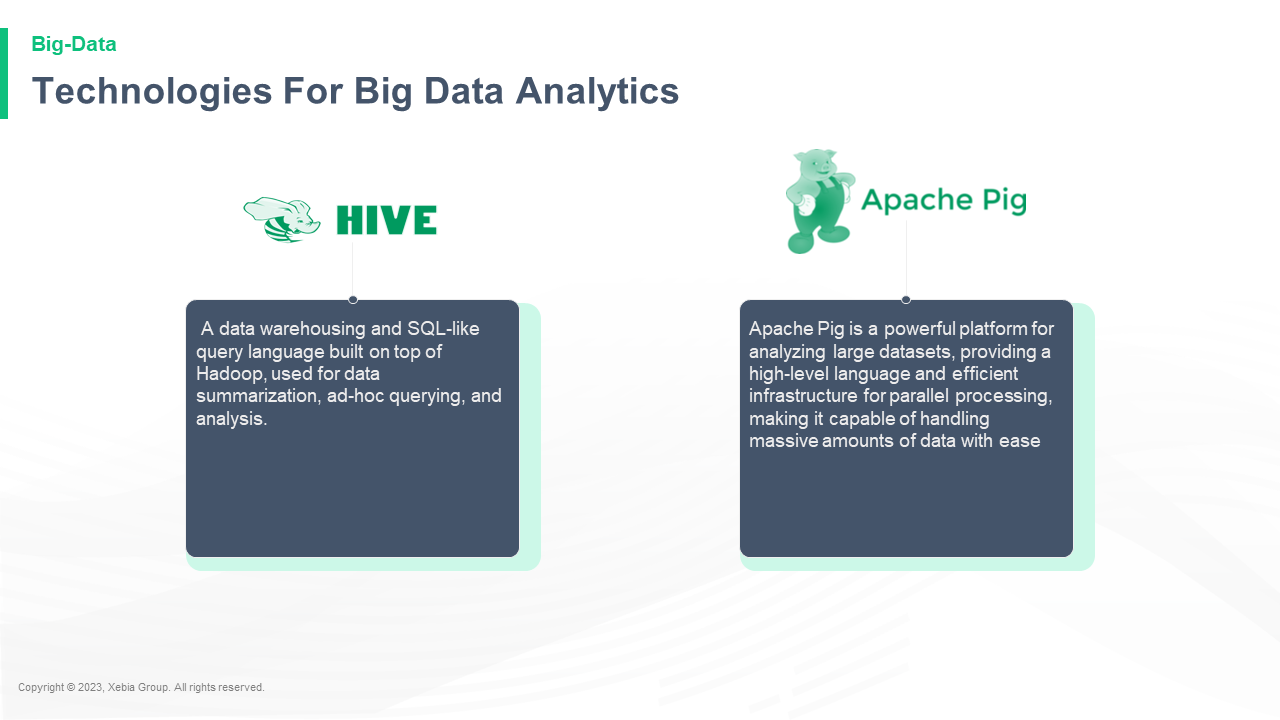 Big-Data
Technologies For Big Data Analytics
HIVE
Apache Pig
A data warehousing and SQL-like
query language built on top of
Hadoop, used for data
summarization, ad-hoc querying, and
analysis.
Apache Pig is a powerful platform for
analyzing large datasets, providing a
high-level language and efficient
infrastructure for parallel processing,
making it capable of handling
massive amounts of data with ease
Copyright © 2023, Xebia Group. All rights reserved.